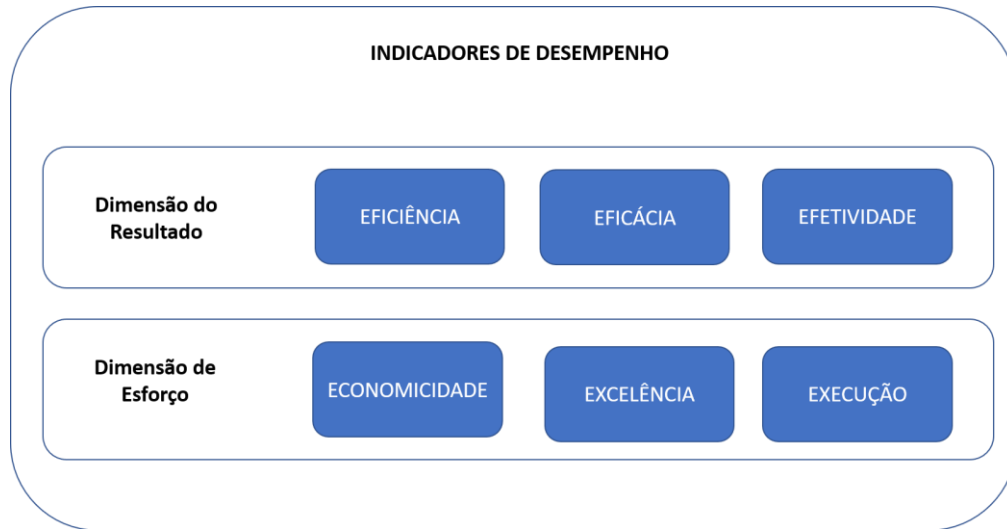 INDICADORES DE DESEMPENHO
Dimensão do
Resultado
EFICIÊNCIA
EFICÁCIA
EFETIVIDADE
Dimensão de
Esforço
ECONOMICIDADE
EXCELÊNCIA
EXECUÇÃO